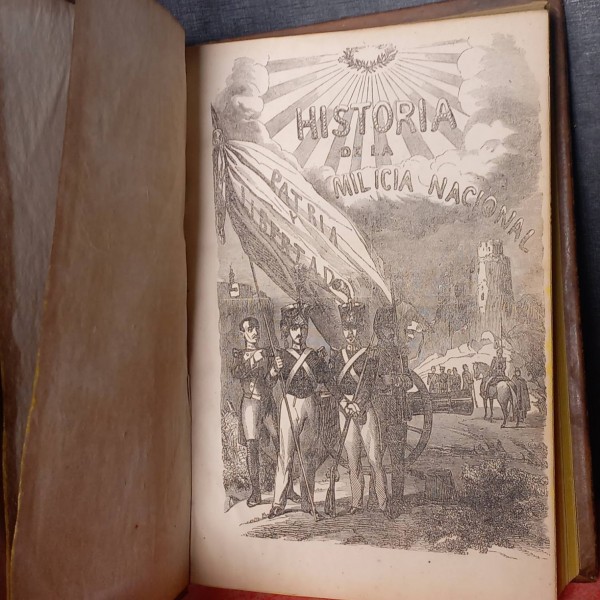 HISTORIA
DE LA
MILICIA NACIONAL
PATRIA
Y
LIBERTAD